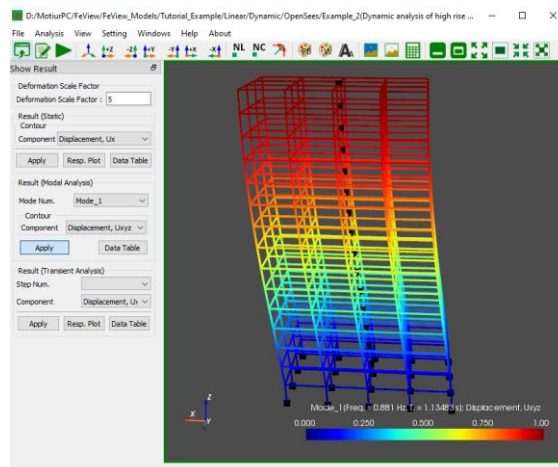 D:/MotiurPC/FeView/FeView_Models/Tutorial_Example/Linear/Dynamic/OpenSees/Example_2(Dynamic analysis of high rise ...
File Analysis View Setting Windows Help About
+Z -Z +Y -Y +X -X NL NC A
Show Result
Deformation Scale Factor
Deformation Scale Factor : 5
Result (Static)
Contour
Component Displacement, Ux
Apply Resp. Plot Data Table
Result (Modal Analysis)
Mode Num. Mode_1
Contour
Component Displacement, Uxyz
Apply Data Table
Result (Transient Analysis)
Step Num.
Component Displacement, Ux
Apply Resp. Plot Data Table
Z
X
Y
Mode_1(Freq. 0.881 Hz, = 1.1348 s); Displacement, Uxyz
0.000 0.250 0.500 0.750 1.00